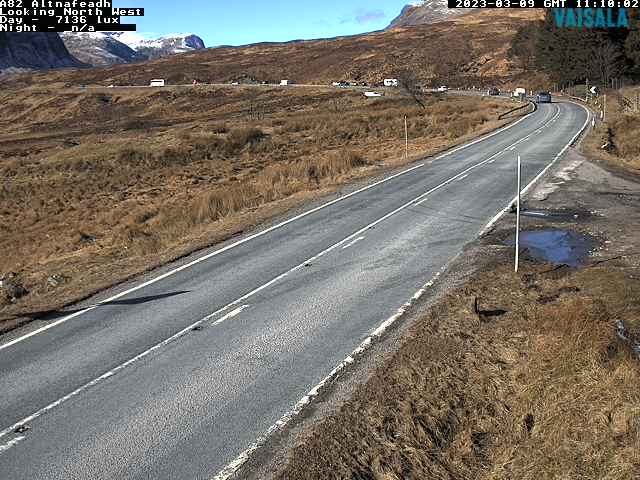 A82 Altnafeadh
Looking North West
Day - 7136 lux
Night - n/a
2023-03-09 GMT 11:10:02
VAISALA